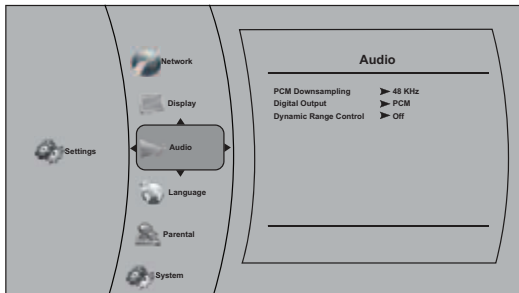 Settings
Network
Display
Audio
Language
Parental
System
Audio
PCM Downsampling 48 KHz
Digital Output PCM
Dynamic Range Control Off